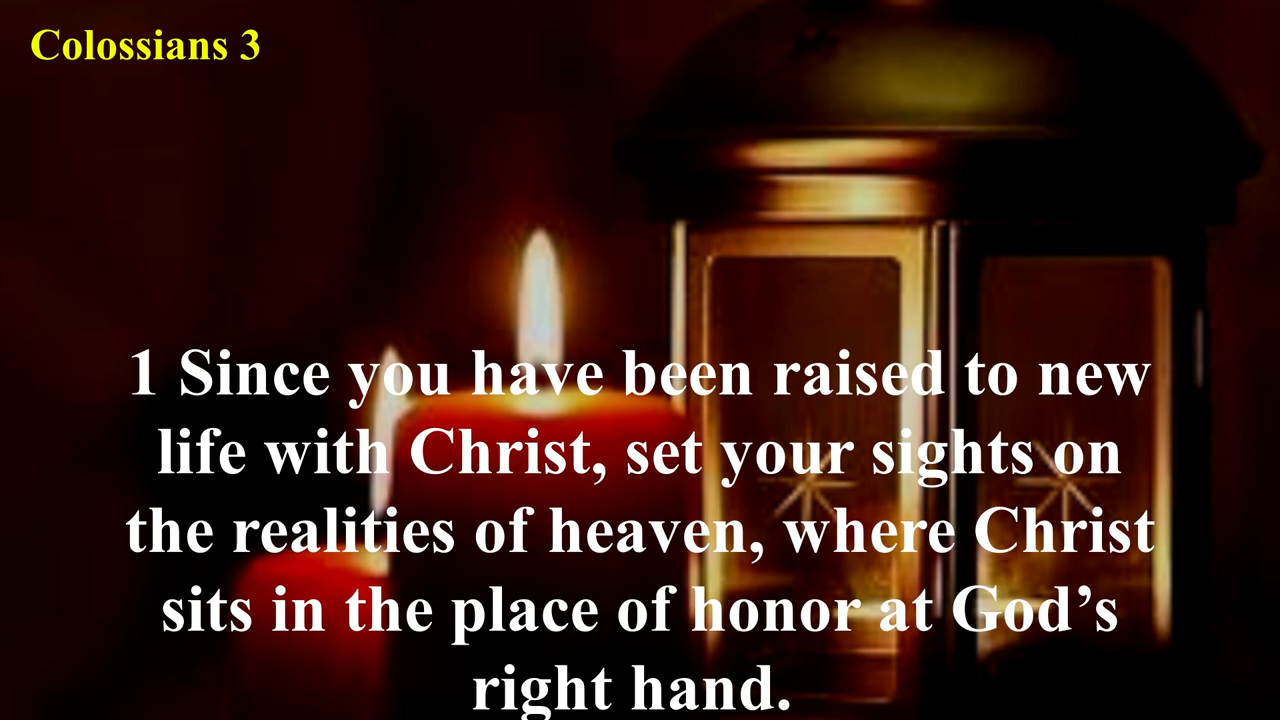 Colossians 3
1 Since you have been raised to new
life with Christ, set your sights on
the realities of heaven, where Christ
sits in the place of honor at God’s
right hand.